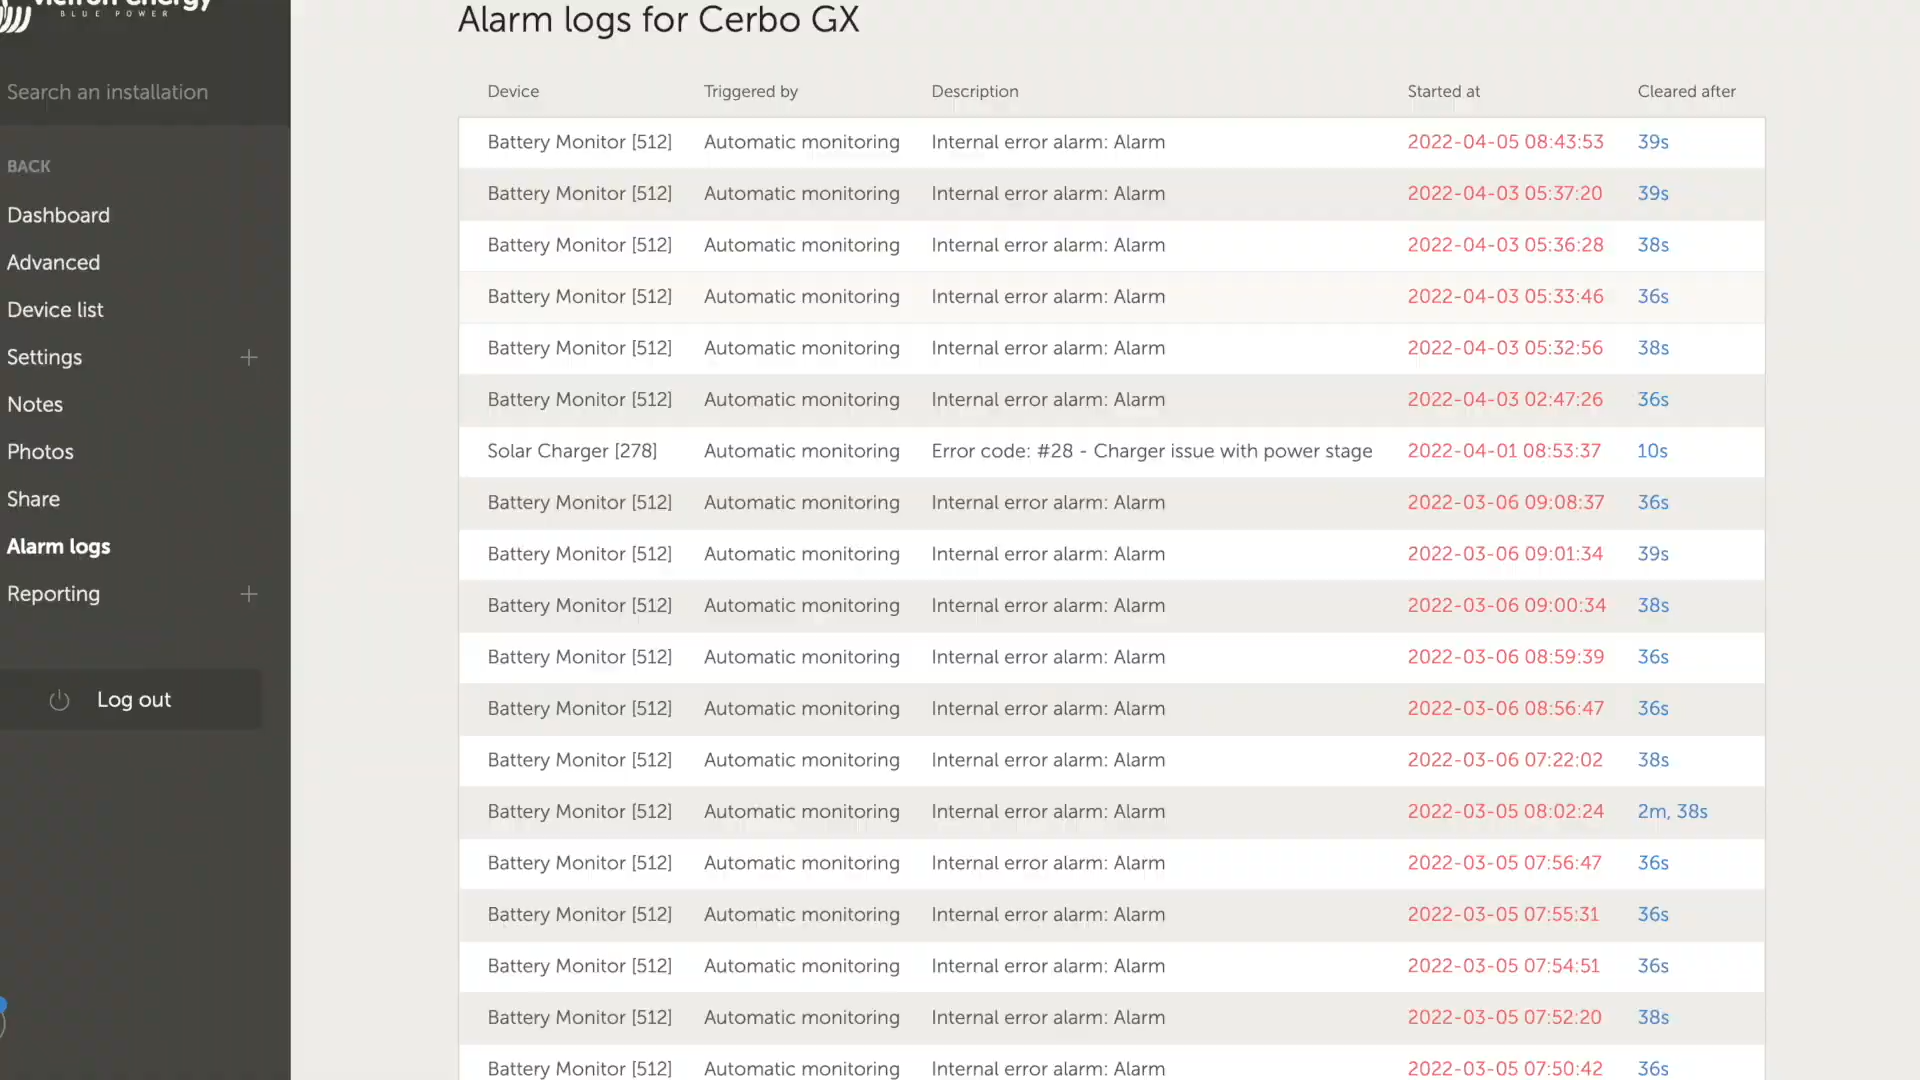 BLUE POWER
Alarm logs for Cerbo GX
Search an installation
BACK
Dashboard
Advanced
Device list
Settings
Notes
Photos
Share
Alarm logs
Reporting
Log out
Device Triggered by Description Started at Cleared after
Battery Monitor [512] Automatic monitoring Internal error alarm: Alarm 2022-04-05 08:43:53 39s
Battery Monitor [512] Automatic monitoring Internal error alarm: Alarm 2022-04-03 05:37:20 39s
Battery Monitor [512] Automatic monitoring Internal error alarm: Alarm 2022-04-03 05:36:28 38s
Battery Monitor [512] Automatic monitoring Internal error alarm: Alarm 2022-04-03 05:33:46 36s
Battery Monitor [512] Automatic monitoring Internal error alarm: Alarm 2022-04-03 05:32:56 38s
Battery Monitor [512] Automatic monitoring Internal error alarm: Alarm 2022-04-03 02:47:26 36s
Solar Charger [278] Automatic monitoring Error code: #28 - Charger issue with power stage 2022-04-01 08:53:37 10s
Battery Monitor [512] Automatic monitoring Internal error alarm: Alarm 2022-03-06 09:08:37 36s
Battery Monitor [512] Automatic monitoring Internal error alarm: Alarm 2022-03-06 09:01:34 39s
Battery Monitor [512] Automatic monitoring Internal error alarm: Alarm 2022-03-06 09:00:34 38s
Battery Monitor [512] Automatic monitoring Internal error alarm: Alarm 2022-03-06 08:59:39 36s
Battery Monitor [512] Automatic monitoring Internal error alarm: Alarm 2022-03-06 08:56:47 36s
Battery Monitor [512] Automatic monitoring Internal error alarm: Alarm 2022-03-06 07:22:02 38s
Battery Monitor [512] Automatic monitoring Internal error alarm: Alarm 2022-03-05 08:02:24 2m, 38s
Battery Monitor [512] Automatic monitoring Internal error alarm: Alarm 2022-03-05 07:56:47 36s
Battery Monitor [512] Automatic monitoring Internal error alarm: Alarm 2022-03-05 07:55:31 36s
Battery Monitor [512] Automatic monitoring Internal error alarm: Alarm 2022-03-05 07:54:51 36s
Battery Monitor [512] Automatic monitoring Internal error alarm: Alarm 2022-03-05 07:52:20 38s
Battery Monitor [512] Automatic monitoring Internal error alarm: Alarm 2022-03-05 07:50:42 36s